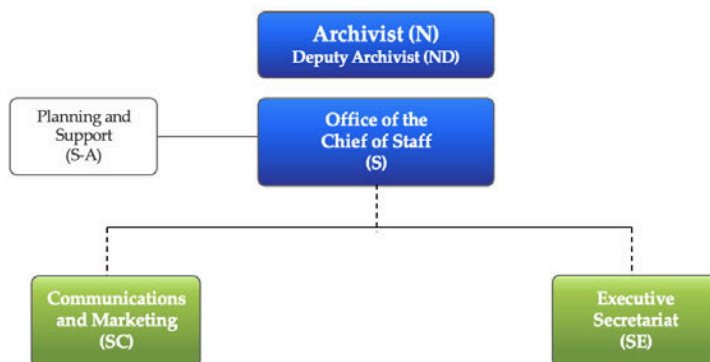 Archivist (N)
Deputy Archivist (ND)
Planning and
Support
(S-A)
Office of the
Chief of Staff
(S)
Communications
and Marketing
(SC)
Executive
Secretariat
(SE)